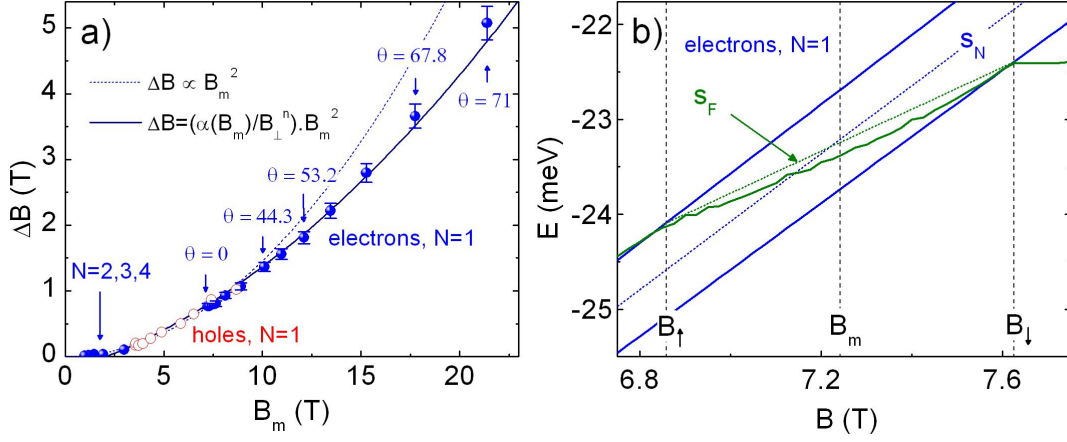 a)
ΔB ∝ B_m^2
ΔB=(α(B_m)/B_⊥^n).B_m^2
θ = 67.8
θ = 71
θ = 53.2
θ = 44.3
θ = 0
N=2,3,4
electrons, N=1
holes, N=1
5
4
3
2
1
0
ΔB (T)
0 5 10 15 20
B_m (T)
b)
electrons, N=1
s_N
s_F
-22
-23
-24
-25
E (meV)
B_↑ B_m B_↓
6.8 7.2 7.6
B (T)